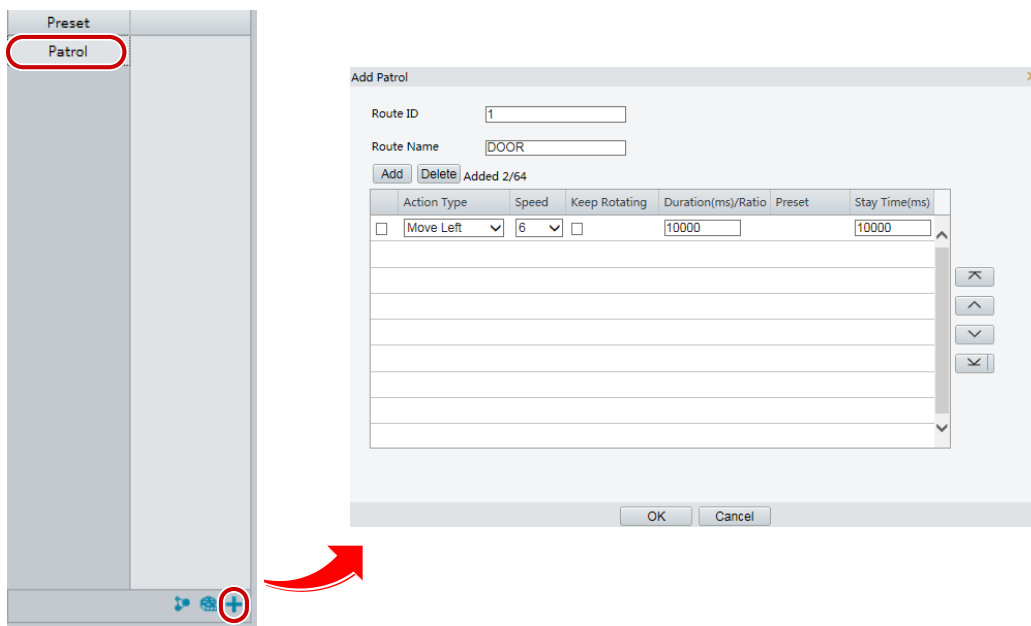 Preset
Patrol
Add Patrol
Route ID 1
Route Name DOOR
Add Delete Added 2/64
Action Type Speed Keep Rotating Duration(ms)/Ratio Preset Stay Time(ms)
Move Left 6 10000 10000
OK Cancel